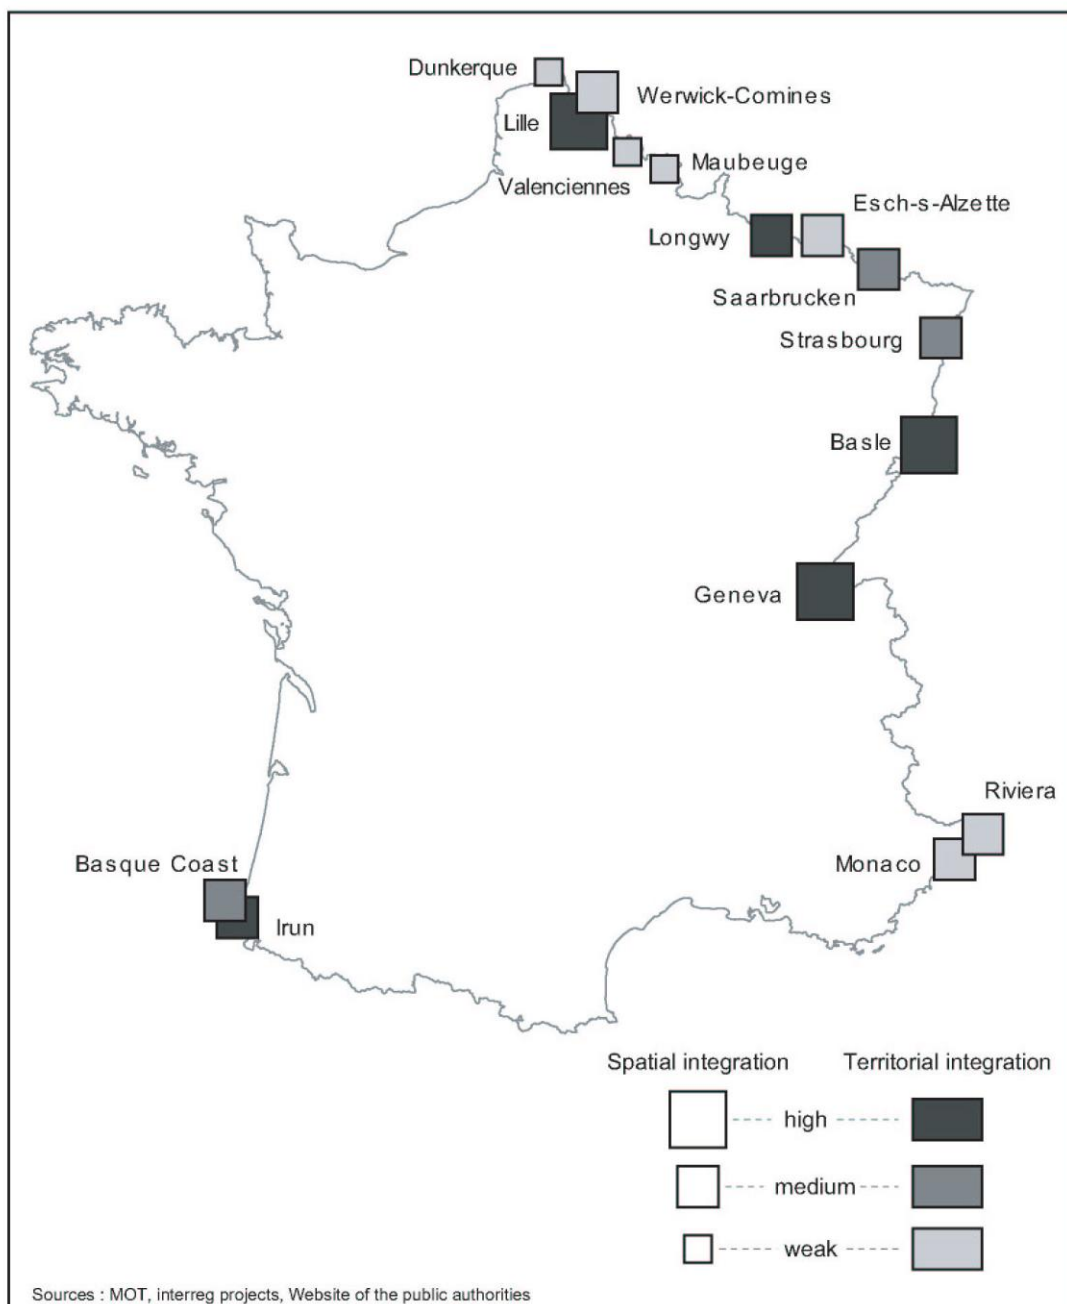 Dunkerque
Werwick-Comines
Lille
Maubeuge
Valenciennes
Esch-s-Alzette
Longwy
Saarbrucken
Strasbourg
Basle
Geneva
Riviera
Basque Coast
Monaco
Irun
Spatial integration Territorial integration
high
medium
weak
Sources : MOT, interreg projects, Website of the public authorities